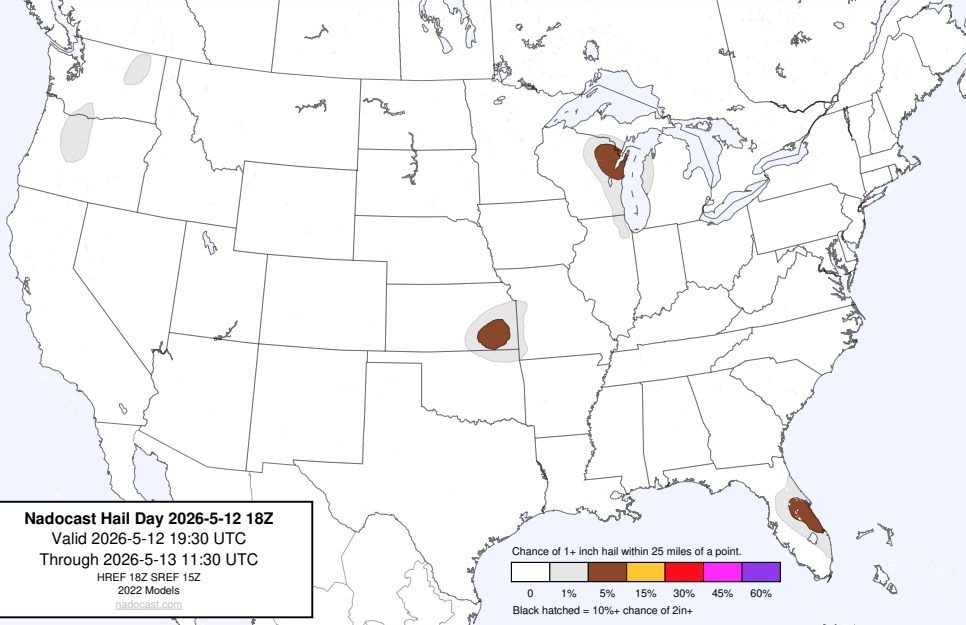 Nadocast Hail Day 2026-5-12 18Z
Valid 2026-5-12 19:30 UTC
Through 2026-5-13 11:30 UTC
HREF 18Z SREF 15Z
2022 Models
nadocast.com
Chance of 1+ inch hail within 25 miles of a point.
0 1% 5% 15% 30% 45% 60%
Black hatched = 10%+ chance of 2in+